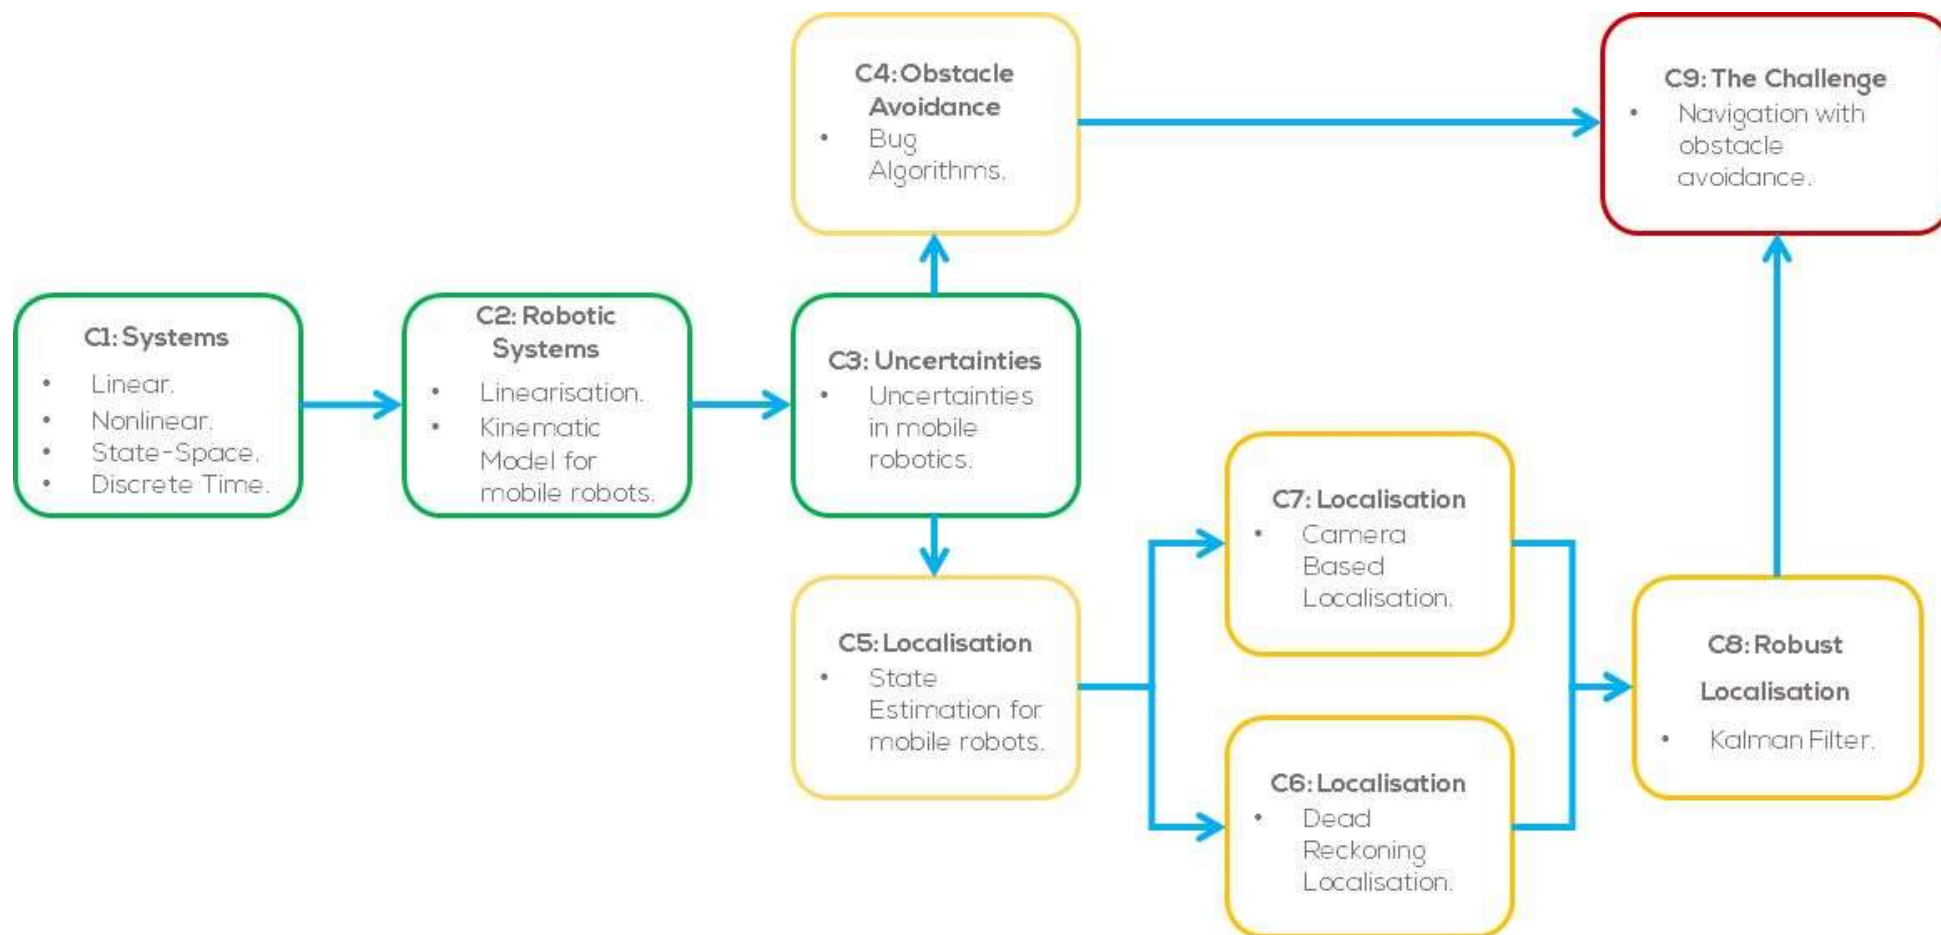 C1: Systems
• Linear.
• Nonlinear.
• State-Space.
• Discrete Time.
C2: Robotic
Systems
• Linearisation.
• Kinematic
Model for
mobile robots.
C3: Uncertainties
• Uncertainties
in mobile
robotics.
C4: Obstacle
Avoidance
• Bug
Algorithms.
C5: Localisation
• State
Estimation for
mobile robots.
C7: Localisation
• Camera
Based
Localisation.
C6: Localisation
• Dead
Reckoning
Localisation.
C8: Robust
Localisation
• Kalman Filter.
C9: The Challenge
• Navigation with
obstacle
avoidance.